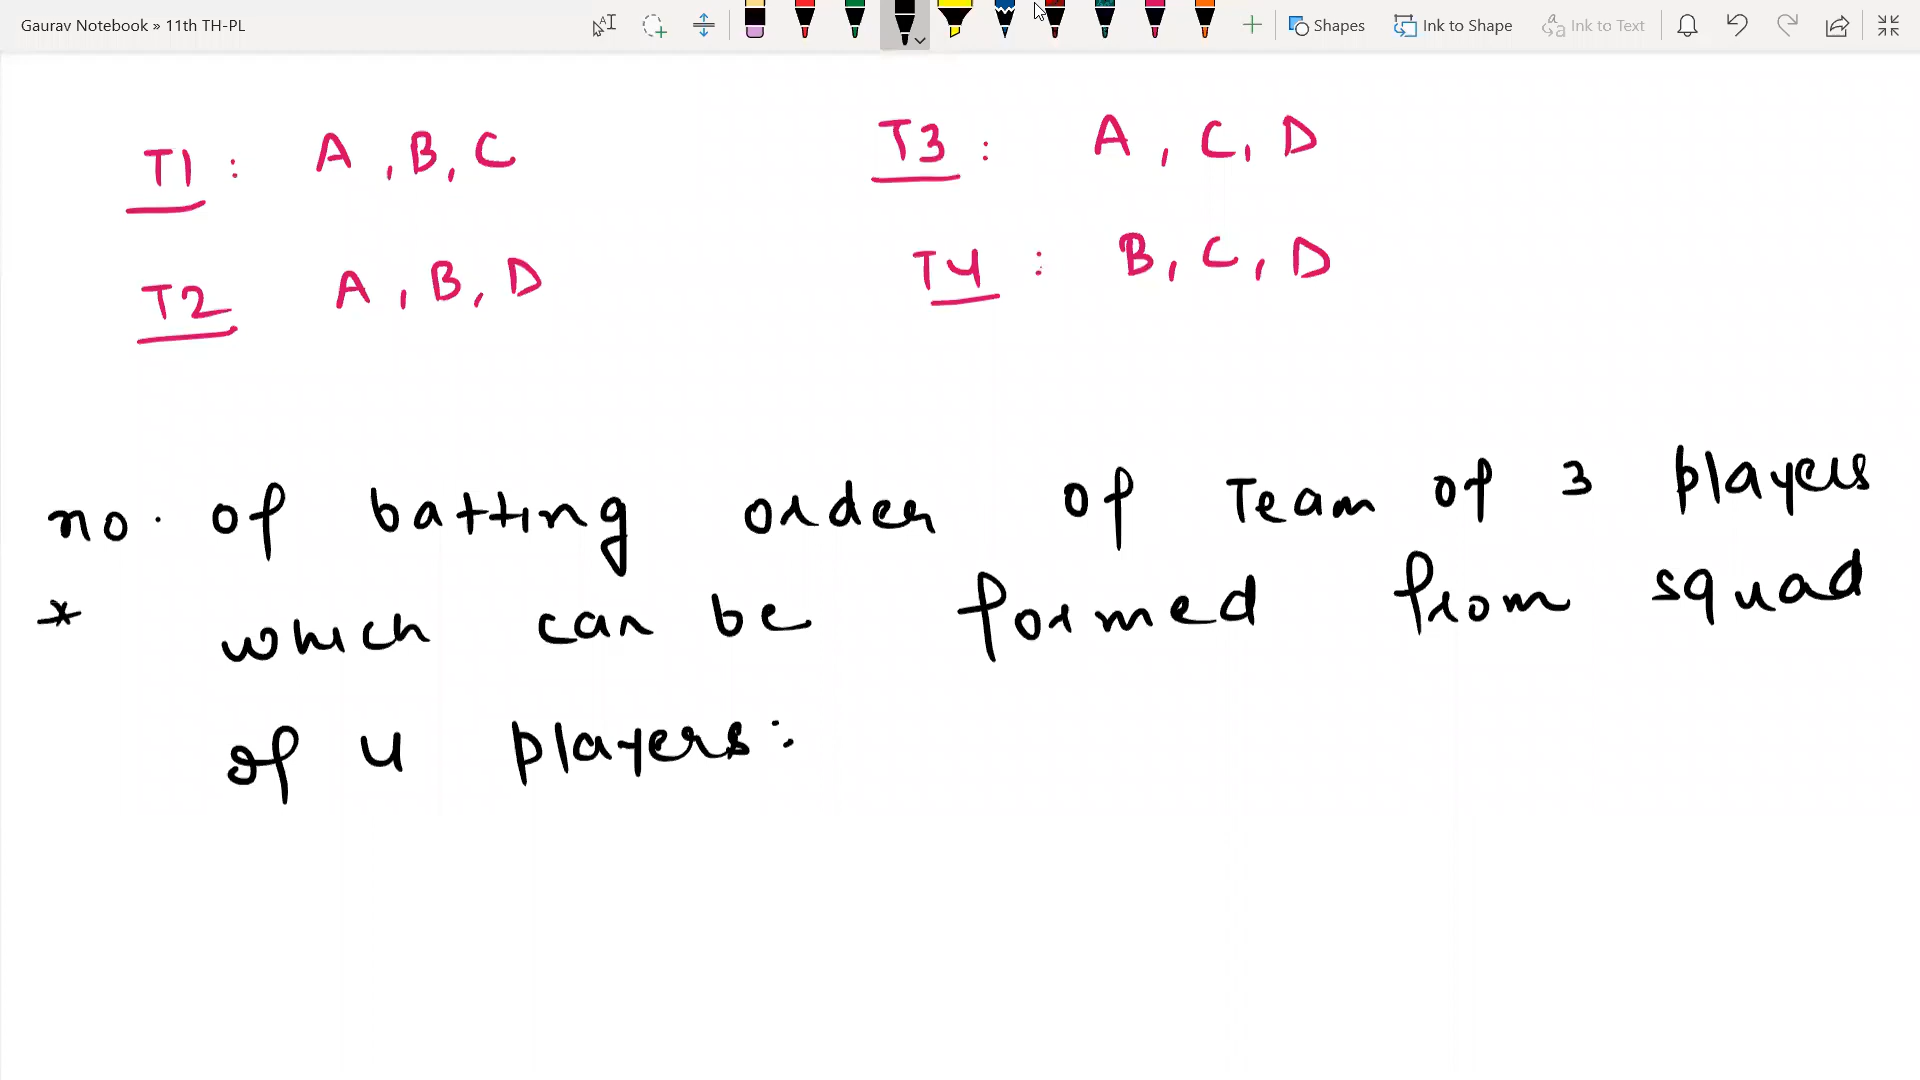 Gaurav Notebook » 11th TH-PL
Shapes
Ink to Shape
Ink to Text
T1 : A , B, C
T3 : A , C, D
T2 A , B, D
T4 : B, C, D
no. of batting order of Team of 3 players
* which can be formed from squad
of 4 players :